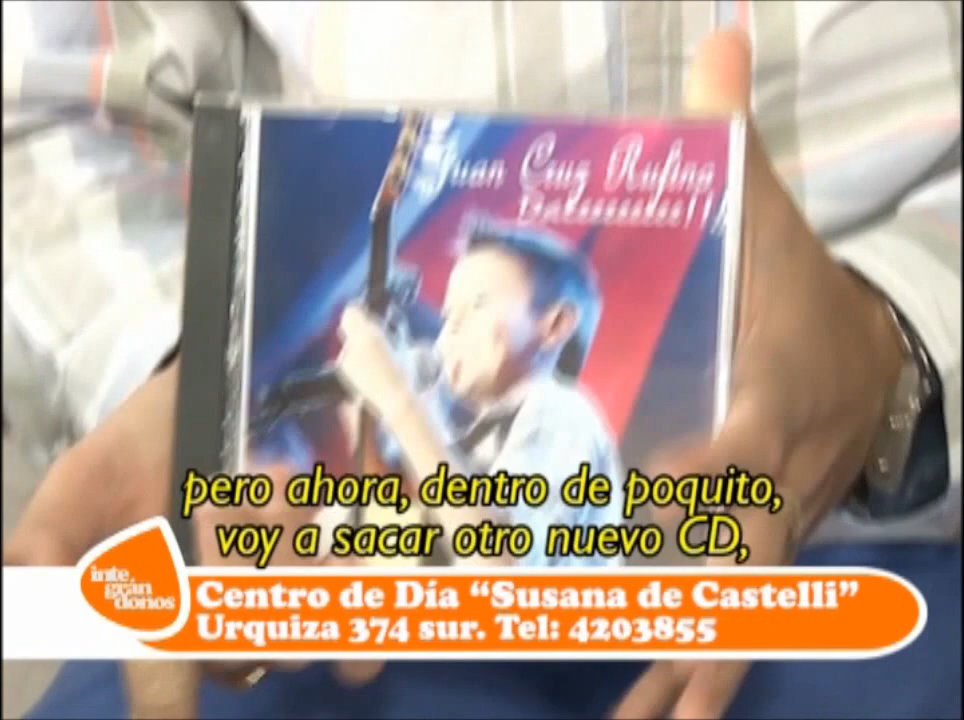 Juan Cruz Rufino
pero ahora, dentro de poquito,
voy a sacar otro nuevo CD,
inte
gran
donos
Centro de Día “Susana de Castelli”
Urquiza 374 sur. Tel: 4203855